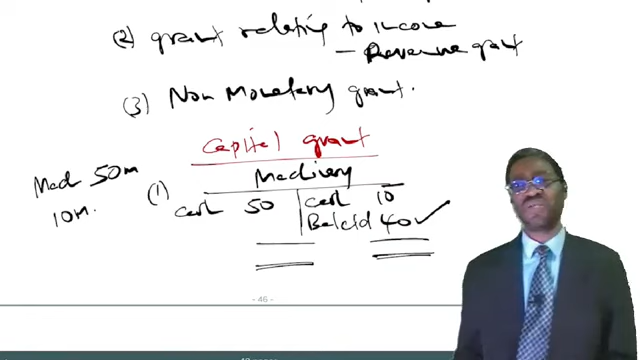 (2) grant relating to income
- Revenue grant
(3) Non Monetary grant.
Capital grant
Mach 50m
10m.
(1) Machinery
cash 50 cash 10
Bal c/d 40 ✓
- 46 -